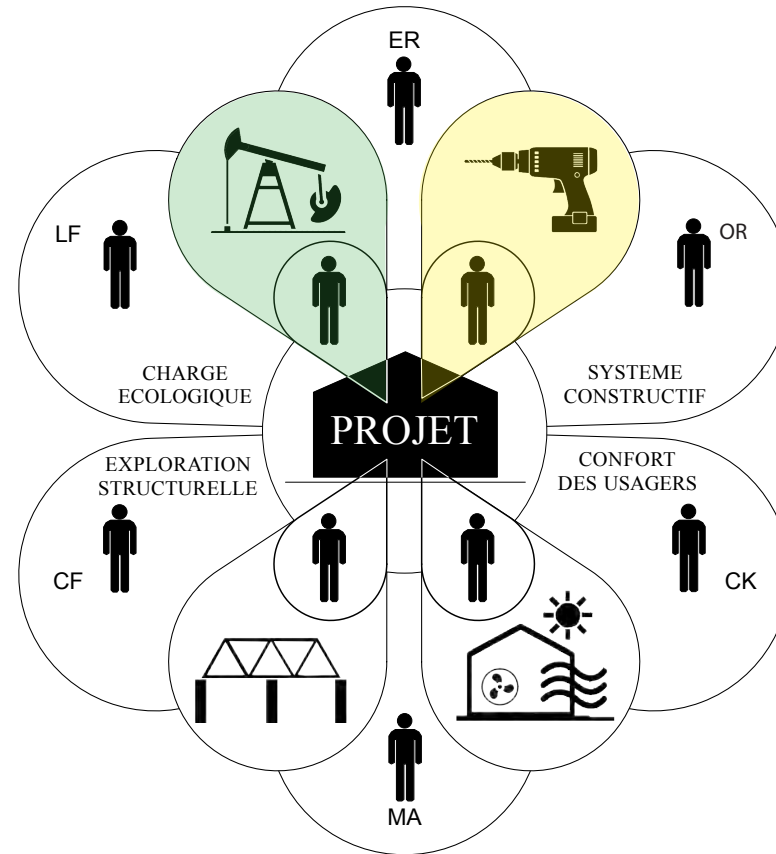 ER
LF
OR
CHARGE
ECOLOGIQUE
SYSTEME
CONSTRUCTIF
PROJET
EXPLORATION
STRUCTURELLE
CONFORT
DES USAGERS
CF
CK
MA